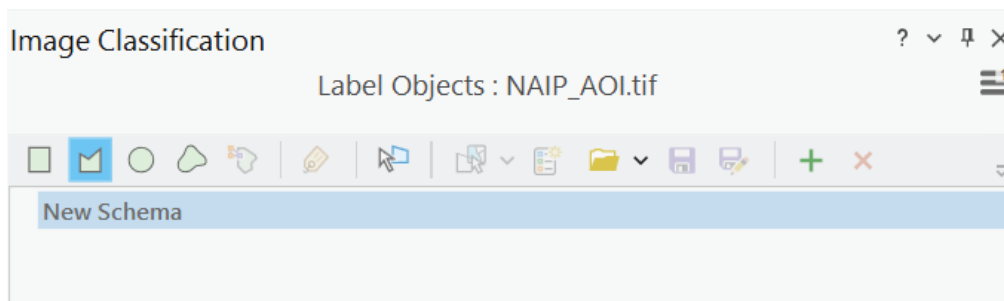 Image Classification
?
Label Objects : NAIP_AOI.tif
New Schema